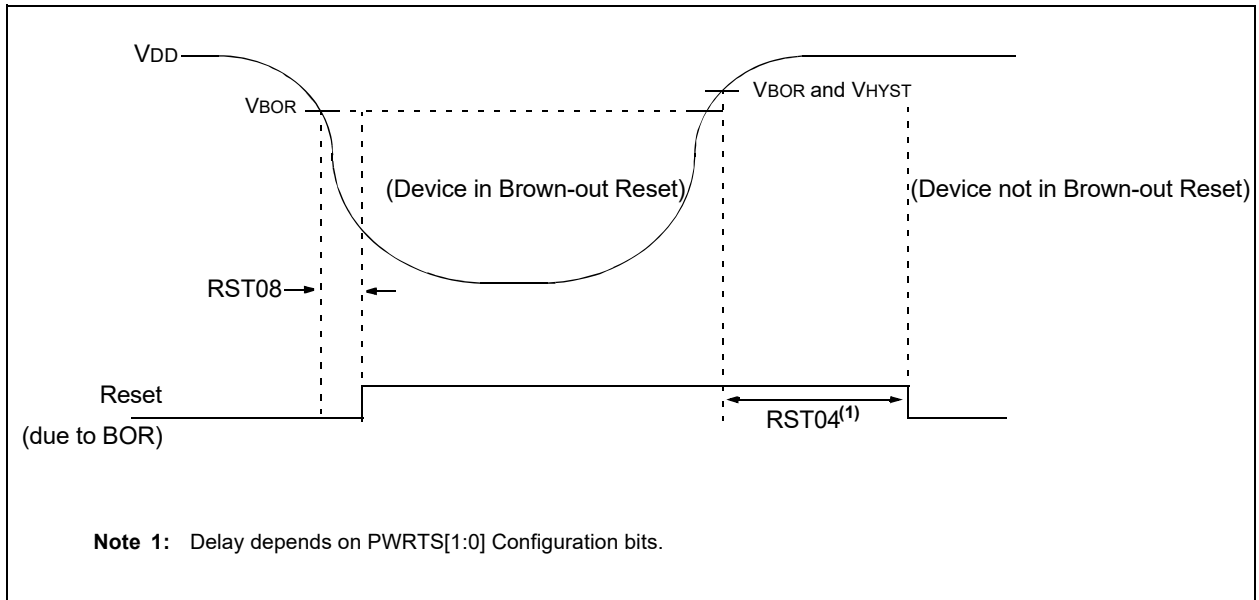 VDD
VBOR and VHYST
VBOR
(Device in Brown-out Reset)
(Device not in Brown-out Reset)
RST08
Reset
(due to BOR)
RST04(1)
Note 1: Delay depends on PWRTS[1:0] Configuration bits.